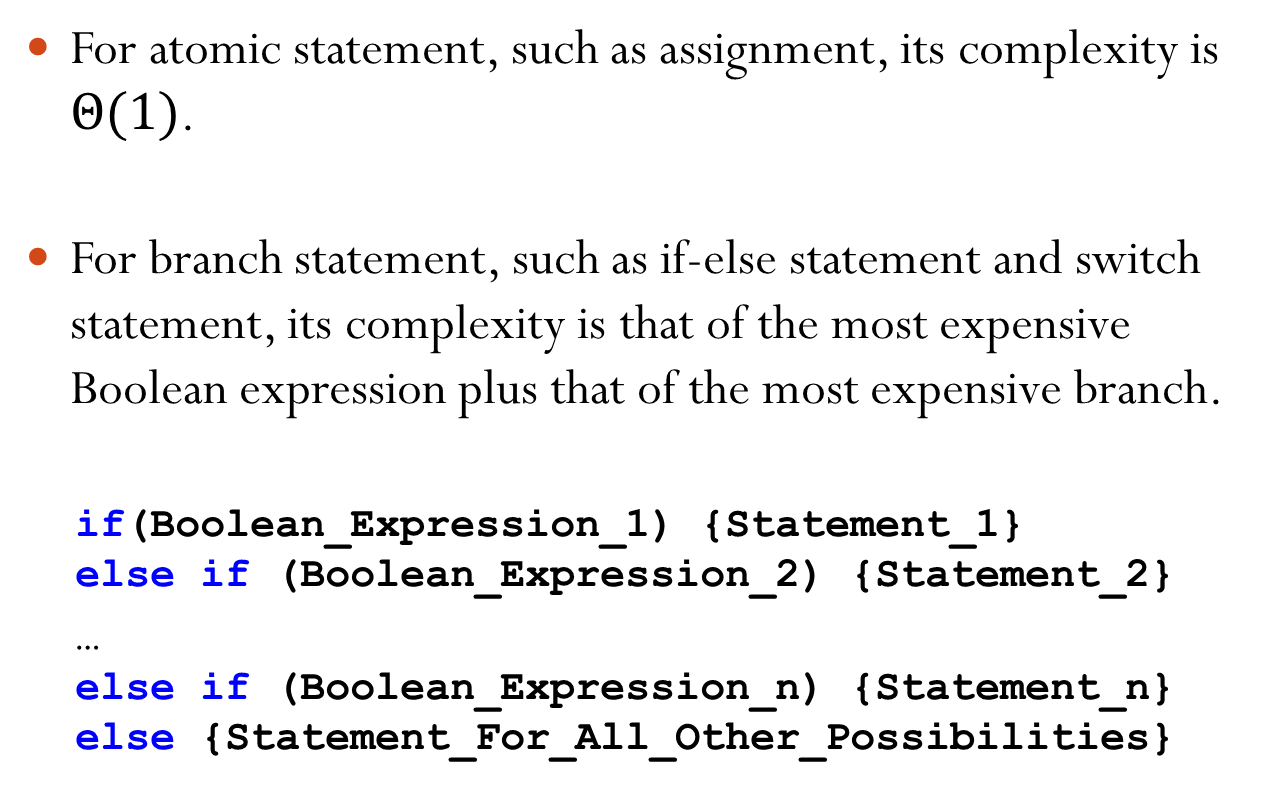 • For atomic statement, such as assignment, its complexity is
Θ(1).
• For branch statement, such as if-else statement and switch
statement, its complexity is that of the most expensive
Boolean expression plus that of the most expensive branch.
if(Boolean_Expression_1) {Statement_1}
else if (Boolean_Expression_2) {Statement_2}
…
else if (Boolean_Expression_n) {Statement_n}
else {Statement_For_All_Other_Possibilities}